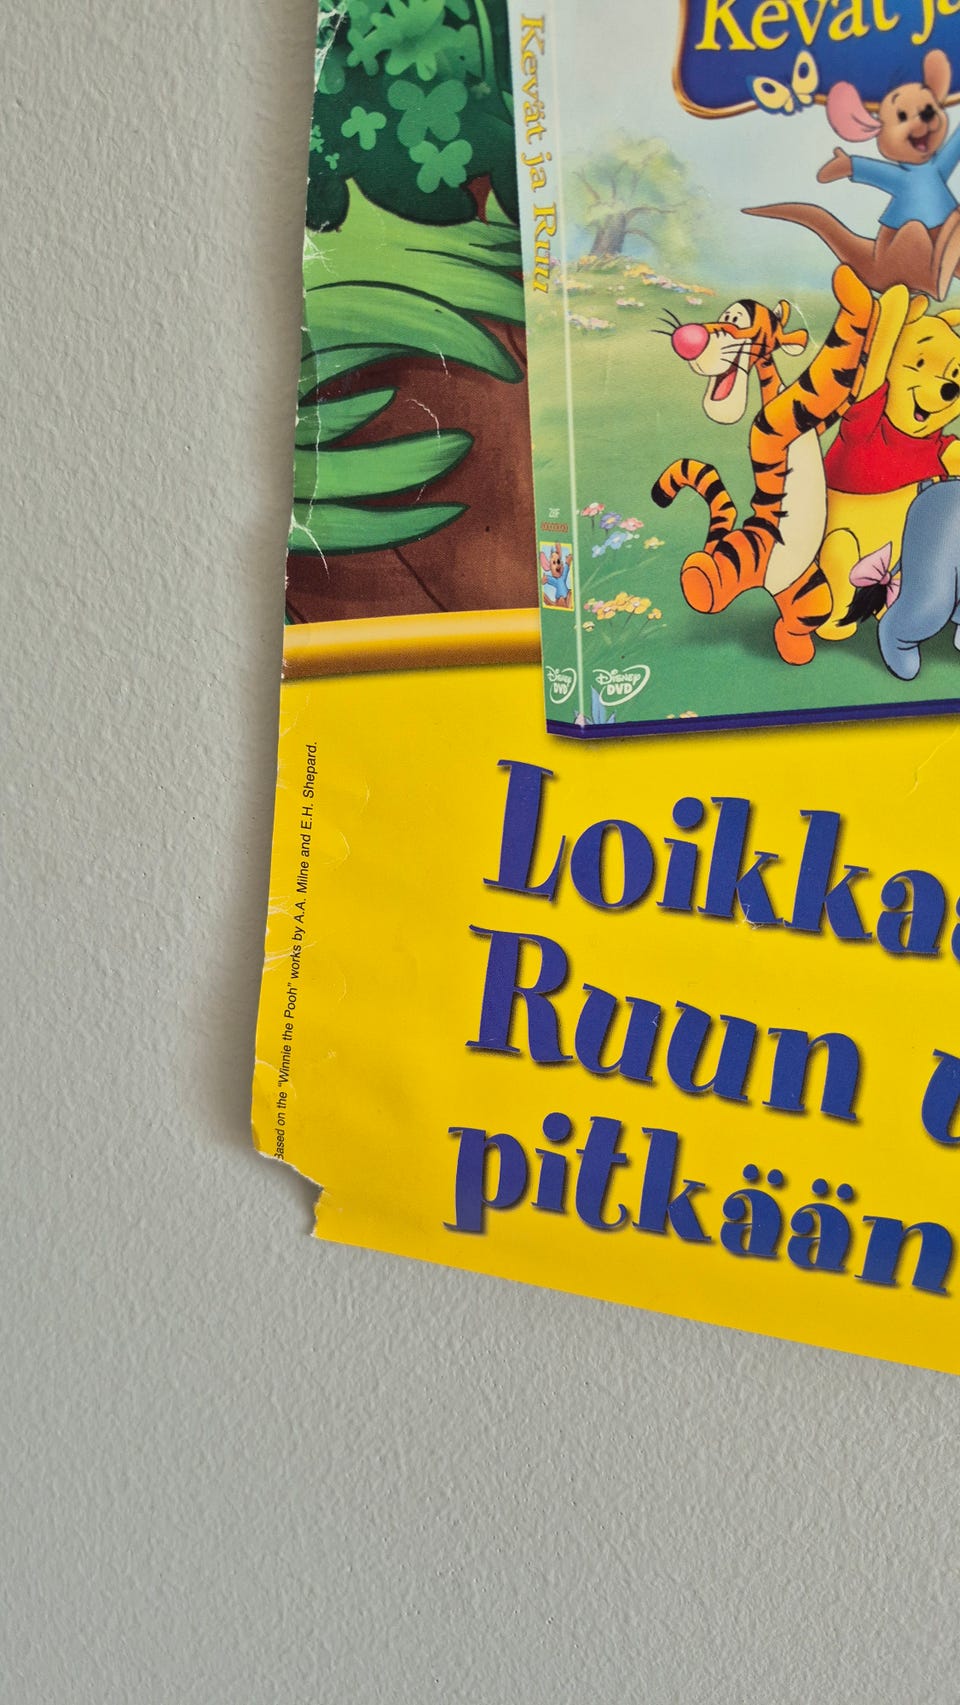 Kevät ja
Kevät ja Ruu
DISNEY
DVD
DISNEY
DVD
Based on the "Winnie the Pooh" works by A.A. Milne and E.H. Shepard.
Loikka
Ruun
pitkään